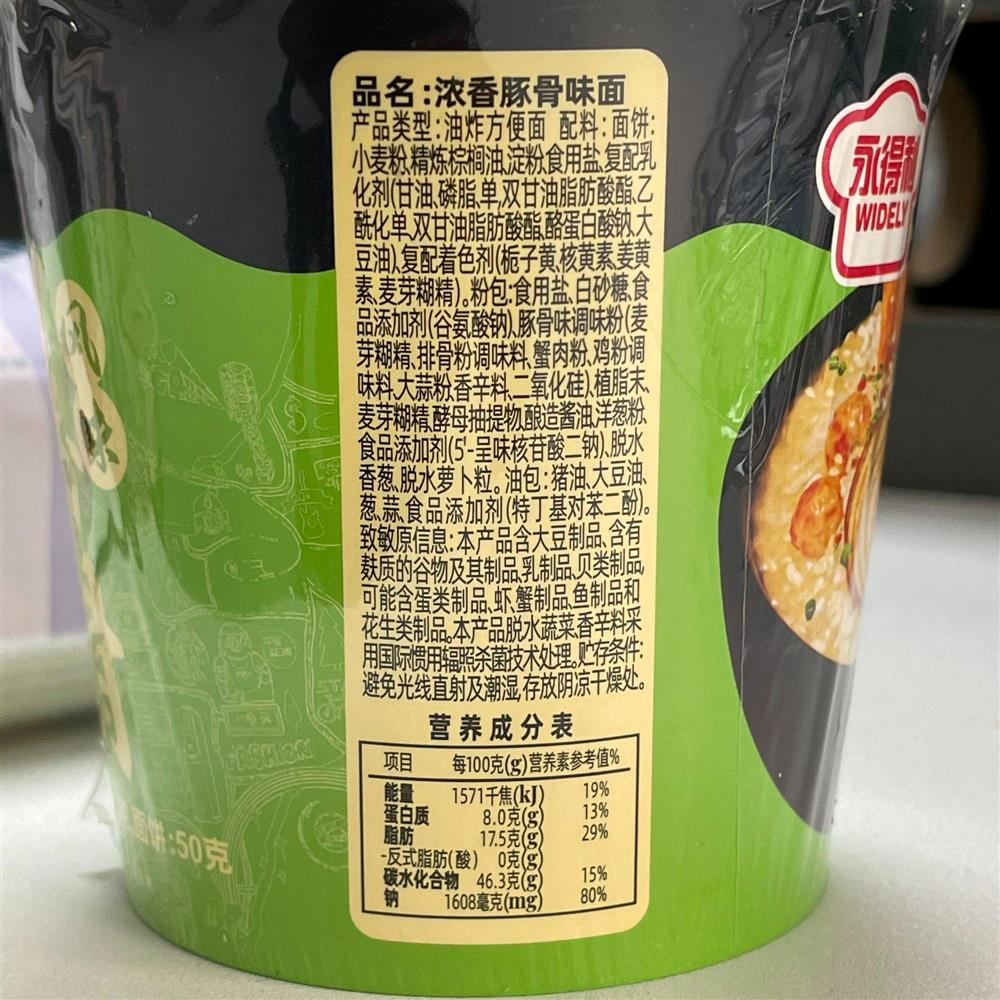 品名:浓香豚骨味面
产品类型:油炸方便面 配料:面饼:
小麦粉、精炼棕榈油、淀粉、食用盐、复配乳
化剂(甘油、磷脂、单,双甘油脂肪酸酯、乙
酰化单、双甘油脂肪酸酯、酪蛋白酸钠、大
豆油)、复配着色剂(栀子黄、核黄素、姜黄
素、麦芽糊精)。粉包:食用盐、白砂糖、食
品添加剂(谷氨酸钠)、豚骨味调味粉(麦
芽糊精、排骨粉调味料、蟹肉粉、鸡粉调
味料、大蒜粉香辛料、二氧化硅)、植脂末、
麦芽糊精、酵母抽提物、酿造酱油、洋葱粉、
食品添加剂(5'-呈味核苷酸二钠)、脱水
香葱、脱水萝卜粒。油包:猪油、大豆油、
葱、蒜、食品添加剂(特丁基对苯二酚)。
致敏原信息:本产品含大豆制品、含有
麸质的谷物及其制品、乳制品、贝类制品,
可能含蛋类制品、虾、蟹制品、鱼制品和
花生类制品。本产品脱水蔬菜香辛料采
用国际惯用辐照杀菌技术处理。贮存条件:
避免光线直射及潮湿,存放阴凉干燥处。
营养成分表
项目 每100克(g) 营养素参考值%
能量 1571千焦(kJ) 19%
蛋白质 8.0克(g) 13%
脂肪 17.5克(g) 29%
-反式脂肪(酸) 0克(g)
碳水化合物 46.3克(g) 15%
钠 1608毫克(mg) 80%
永得利
WIDELY
风味
面饼:50克
FASHION